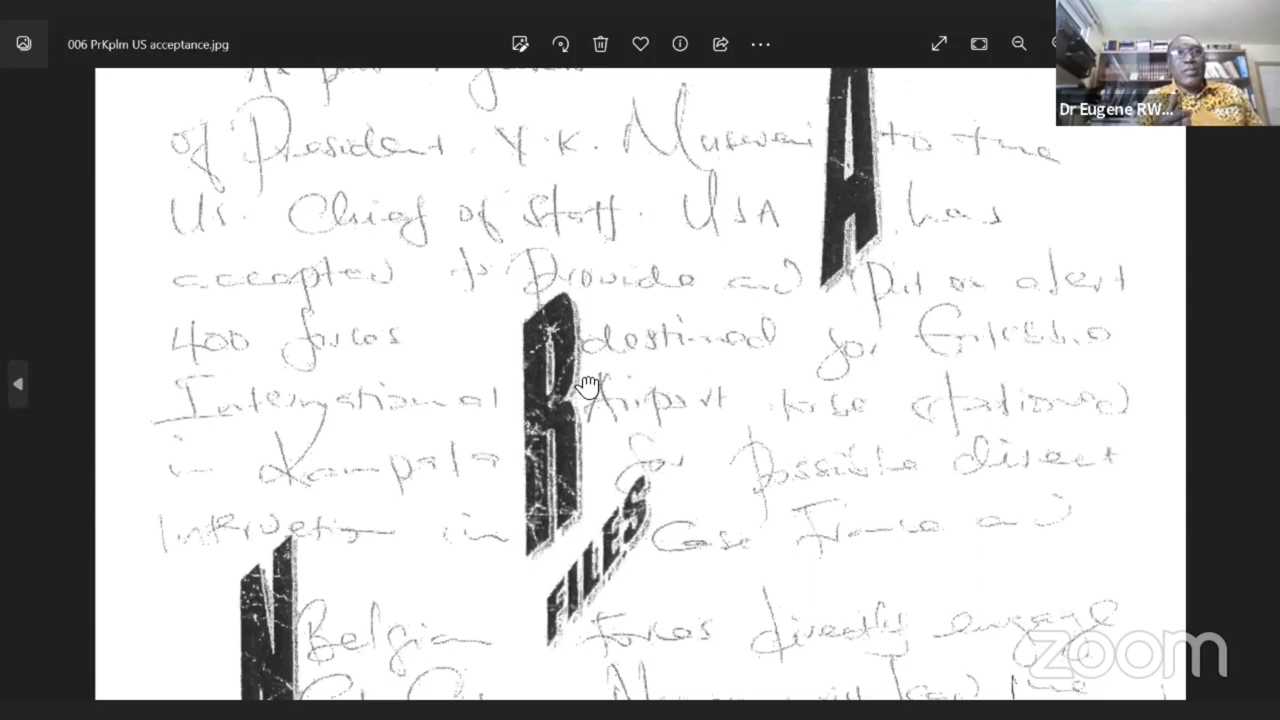 006 PrKplm US acceptance.jpg
Dr Eugene RW...
of President. Y.K. Museveni to the
US. Chief of Staff. USA has
accepted to Provide and Put on alert
400 forces destined for Entebbe
International Airport to be stationed
in Kampala for Possible direct
Intervention in Case France and
Belgian forces directly engage
FILES
zoom